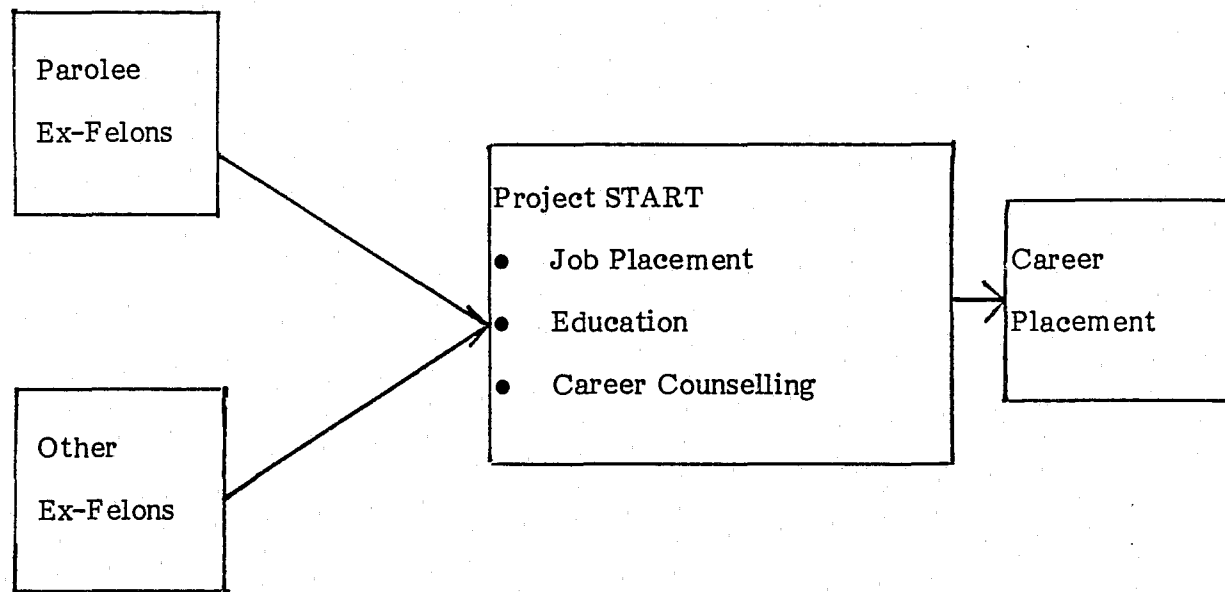 Parolee
Ex-Felons
Other
Ex-Felons
Project START
● Job Placement
● Education
● Career Counselling
Career
Placement